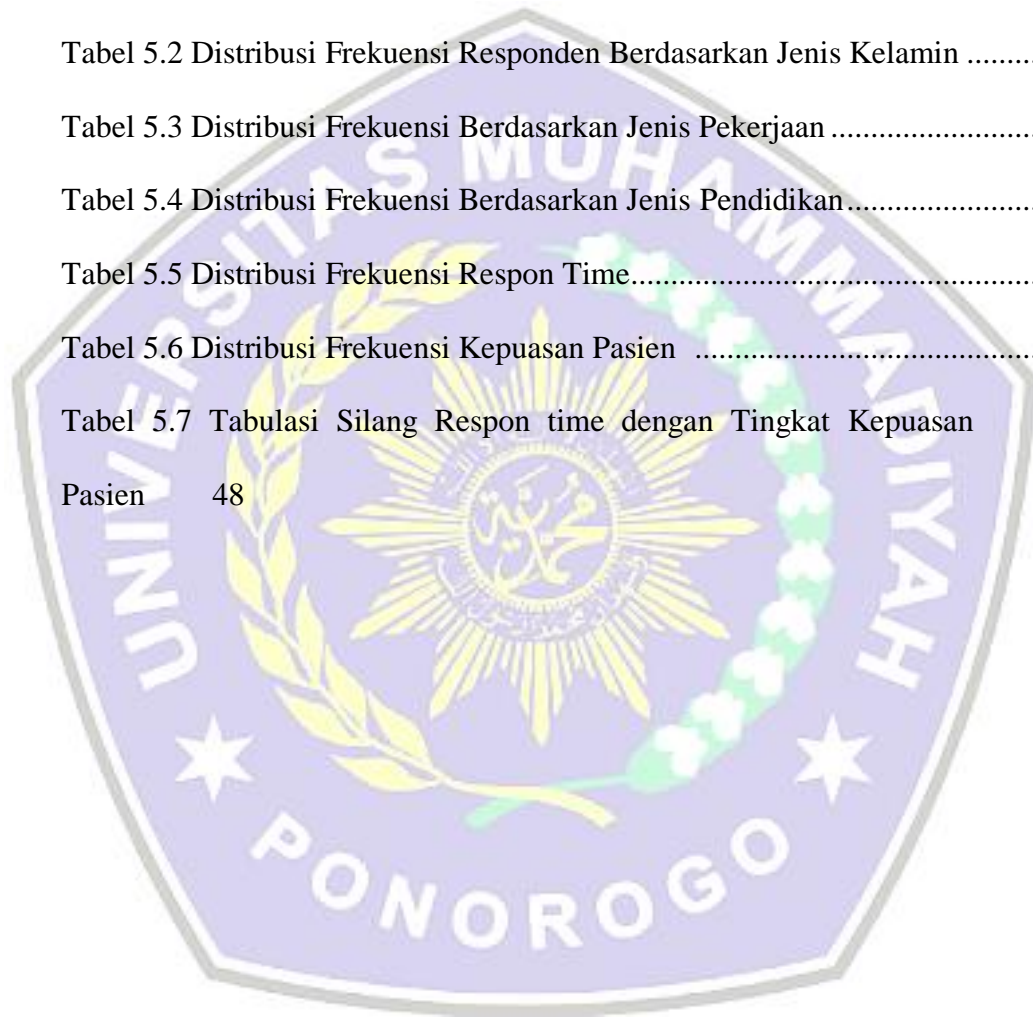 Tabel 5.2 Distribusi Frekuensi Responden Berdasarkan Jenis Kelamin .........
Tabel 5.3 Distribusi Frekuensi Berdasarkan Jenis Pekerjaan ..........................
Tabel 5.4 Distribusi Frekuensi Berdasarkan Jenis Pendidikan........................
Tabel 5.5 Distribusi Frekuensi Respon Time...................................................
Tabel 5.6 Distribusi Frekuensi Kepuasan Pasien ...........................................
Tabel 5.7 Tabulasi Silang Respon time dengan Tingkat Kepuasan
Pasien 48
UNIVERSITAS MUHAMMADIYAH
PONOROGO